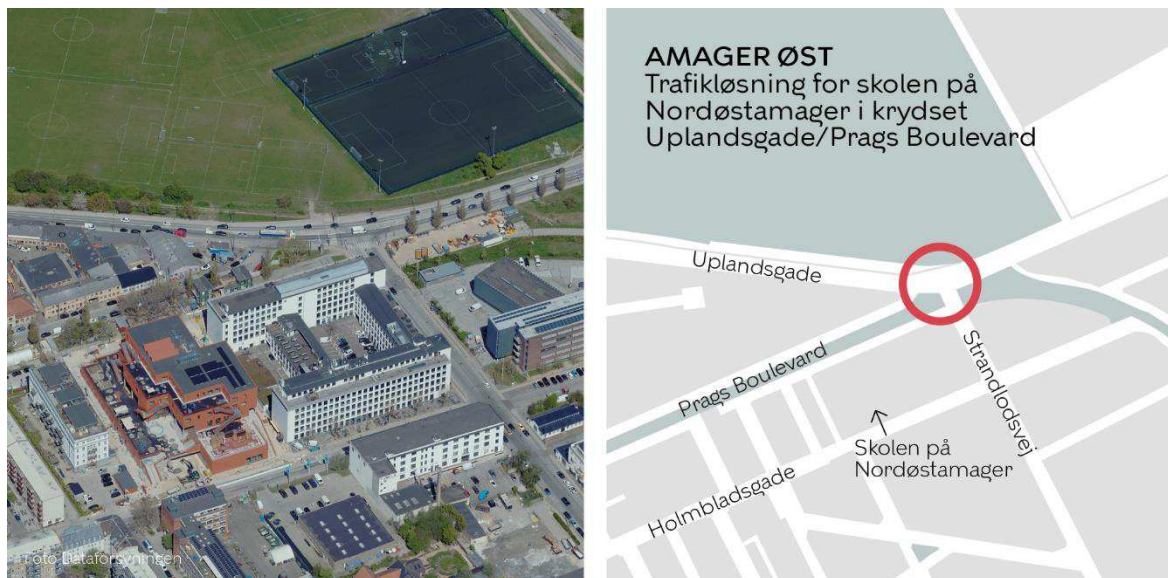 Foto Dataforsyningen
AMAGER ØST
Trafikløsning for skolen på
Nordøstamager i krydset
Uplandsgade/Prags Boulevard
Uplandsgade
Prags Boulevard
Strandlodsvej
Skolen på
Nordøstamager
Holmbladsgade